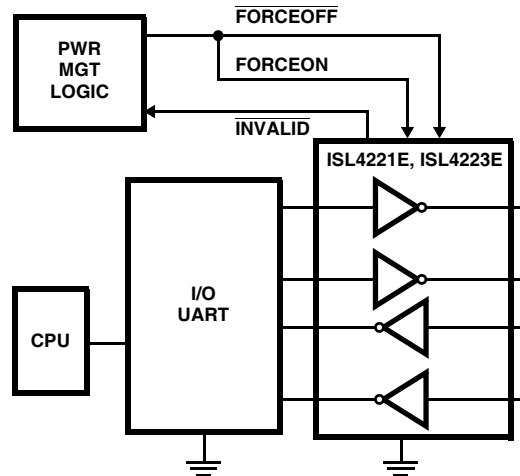 FORCEOFF
PWR
MGT
LOGIC
FORCEON
INVALID
ISL4221E, ISL4223E
I/O
UART
CPU